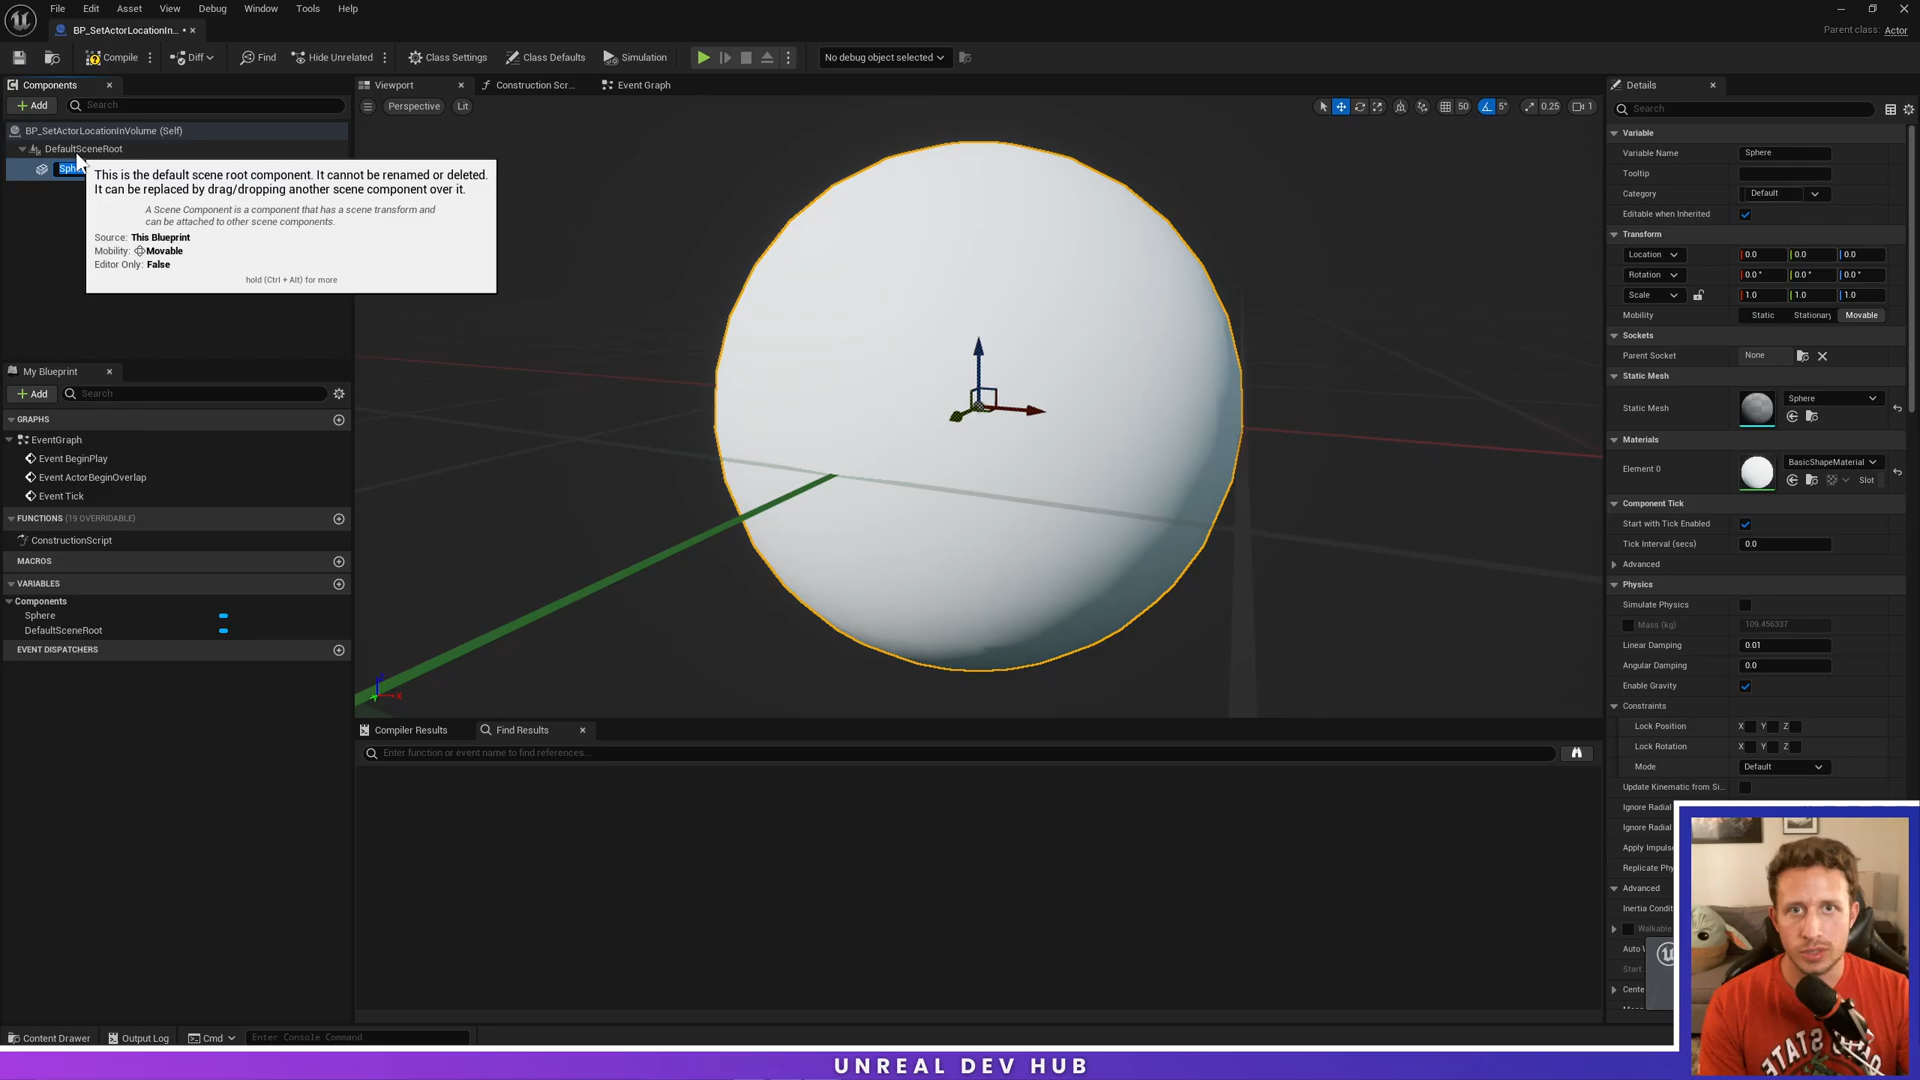 File Edit Asset View Debug Window Tools Help
BP_SetActorLocationIn... •
Parent class: Actor
Compile Diff Find Hide Unrelated Class Settings Class Defaults Simulation No debug object selected
Components
Add Search
BP_SetActorLocationInVolume (Self)
DefaultSceneRoot
This is the default scene root component. It cannot be renamed or deleted.
It can be replaced by drag/dropping another scene component over it.
A Scene Component is a component that has a scene transform and
can be attached to other scene components.
Source: This Blueprint
Mobility: Movable
Editor Only: False
hold (Ctrl + Alt) for more
My Blueprint
Add Search
GRAPHS
EventGraph
Event BeginPlay
Event ActorBeginOverlap
Event Tick
FUNCTIONS (19 OVERRIDABLE)
ConstructionScript
MACROS
VARIABLES
Components
Sphere
DefaultSceneRoot
EVENT DISPATCHERS
Viewport Construction Scr... Event Graph
Perspective Lit
50 5° 0.25 1
X
Compiler Results Find Results
Enter function or event name to find references...
Details
Search
Variable
Variable Name Sphere
Tooltip
Category Default
Editable when Inherited
Transform
Location 0.0 0.0 0.0
Rotation 0.0 ° 0.0 ° 0.0 °
Scale 1.0 1.0 1.0
Mobility Static Stationary Movable
Sockets
Parent Socket None
Static Mesh
Static Mesh Sphere
Materials
Element 0 BasicShapeMaterial
Slot
Component Tick
Start with Tick Enabled
Tick Interval (secs) 0.0
Advanced
Physics
Simulate Physics
Mass (kg) 109.456337
Linear Damping 0.01
Angular Damping 0.0
Enable Gravity
Constraints
Lock Position X Y Z
Lock Rotation X Y Z
Mode Default
Update Kinematic from Si...
Ignore Radial
Ignore Radial
Apply Impuls
Replicate Phy
Advanced
Inertia Condit
Walkable
Auto W
Start
Cente
STATE
Content Drawer Output Log Cmd Enter Console Command
UNREAL DEV HUB